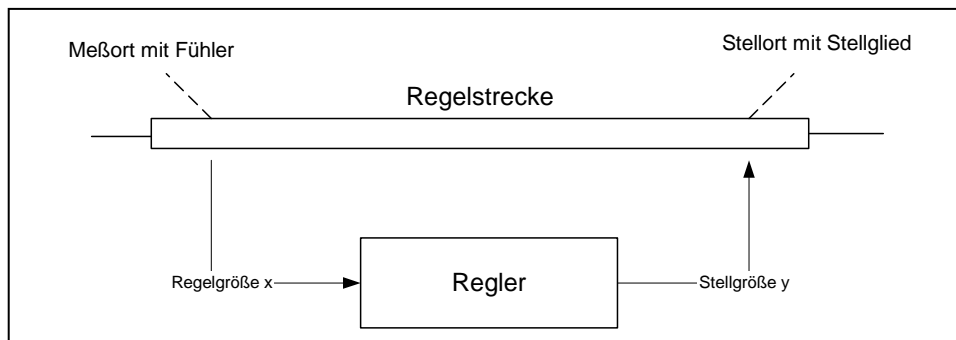 Meßort mit Fühler
Stellort mit Stellglied
Regelstrecke
Regelgröße x
Regler
Stellgröße y